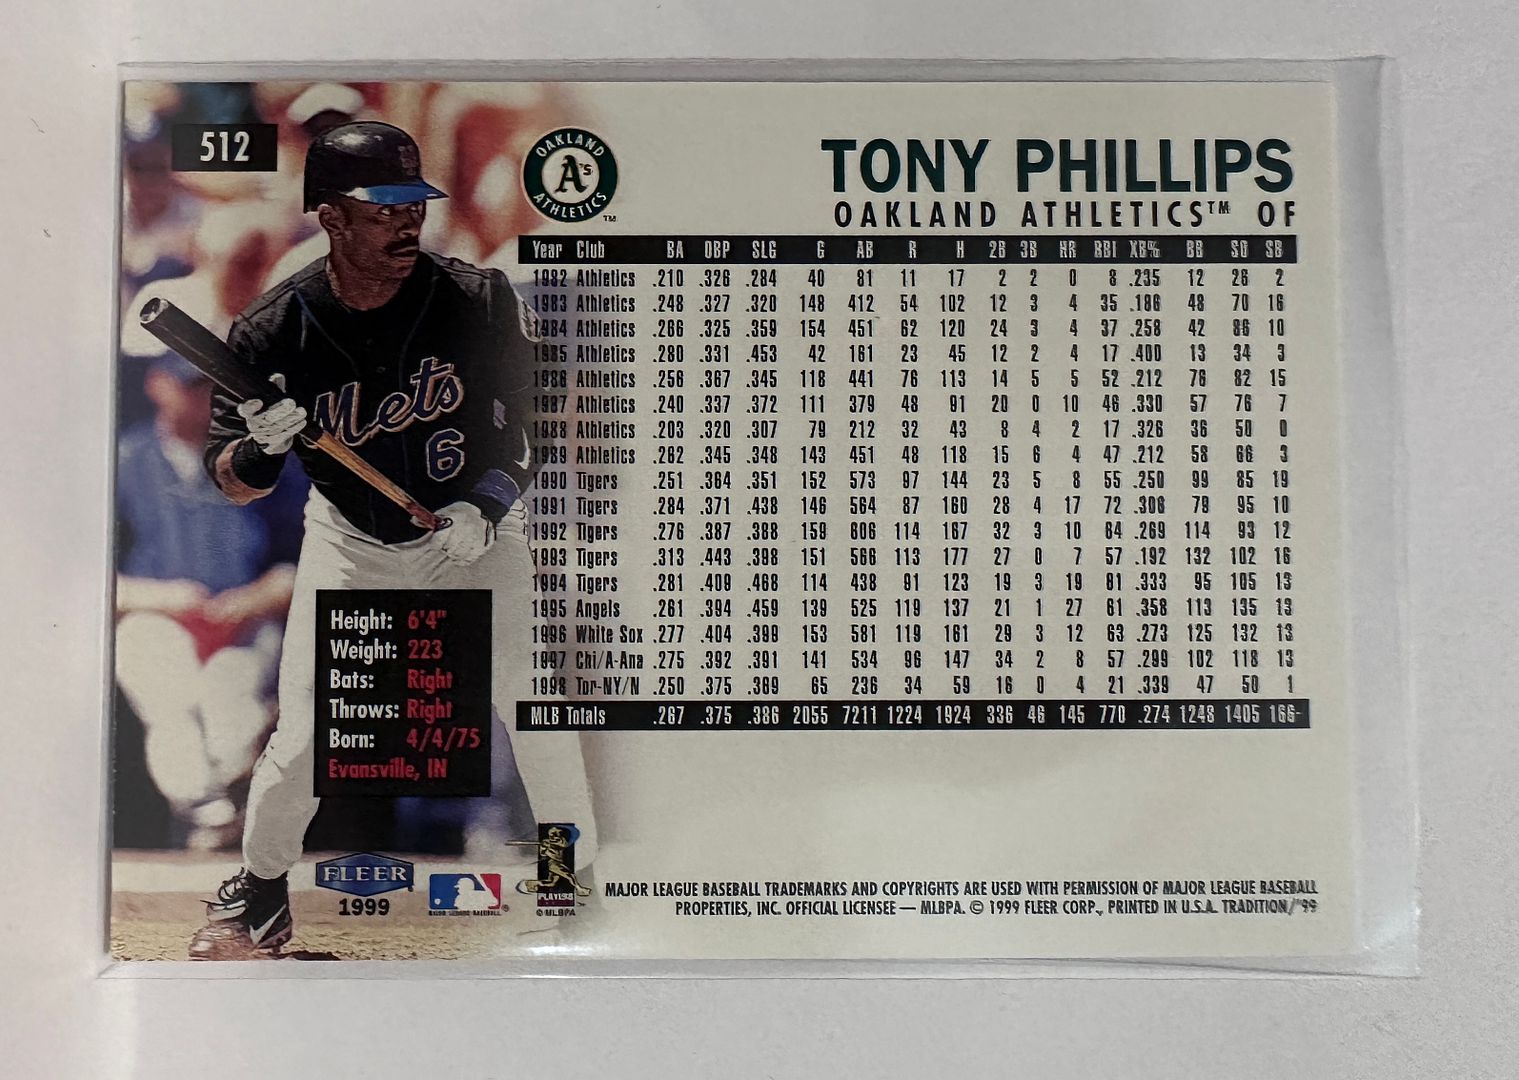 512
OAKLAND
A's
ATHLETICS
TM
TONY PHILLIPS
OAKLAND ATHLETICS™ OF
Year Club BA OBP SLG G AB R H 2B 3B HR RBI XB% BB SO SB
1982 Athletics .210 .326 .284 40 81 11 17 2 2 0 8 .235 12 26 2
1983 Athletics .248 .327 .320 148 412 54 102 12 3 4 35 .186 48 70 16
1984 Athletics .266 .325 .359 154 451 62 120 24 3 4 37 .258 42 86 10
1985 Athletics .280 .331 .453 42 161 23 45 12 2 4 17 .400 13 34 3
1986 Athletics .256 .367 .345 118 441 76 113 14 5 5 52 .212 76 82 15
1987 Athletics .240 .337 .372 111 379 48 91 20 0 10 46 .330 57 76 7
1988 Athletics .203 .320 .307 79 212 32 43 8 4 2 17 .326 36 50 0
1989 Athletics .262 .345 .348 143 451 48 118 15 6 4 47 .212 58 66 3
1990 Tigers .251 .364 .351 152 573 97 144 23 5 8 55 .250 99 85 19
1991 Tigers .284 .371 .438 146 564 87 160 28 4 17 72 .306 79 95 10
1992 Tigers .276 .387 .388 159 606 114 167 32 3 10 64 .269 114 93 12
1993 Tigers .313 .443 .398 151 566 113 177 27 0 7 57 .192 132 102 16
1994 Tigers .281 .409 .468 114 438 91 123 19 3 19 61 .333 95 105 13
1995 Angels .261 .394 .459 139 525 119 137 21 1 27 61 .358 113 135 13
1996 White Sox .277 .404 .399 153 581 119 161 29 3 12 63 .273 125 132 13
1997 Chi/A-Ana .275 .392 .391 141 534 96 147 34 2 8 57 .299 102 118 13
1998 Tor-NY/N .250 .375 .369 65 236 34 59 16 0 4 21 .339 47 50 1
MLB Totals .267 .375 .386 2055 7211 1224 1924 336 46 145 770 .274 1248 1405 166-
Mets
6
Height: 6'4"
Weight: 223
Bats: Right
Throws: Right
Born: 4/4/75
Evansville, IN
FLEER
1999
MAJOR LEAGUE BASEBALL®
PLAYERS
©MLBPA
MAJOR LEAGUE BASEBALL TRADEMARKS AND COPYRIGHTS ARE USED WITH PERMISSION OF MAJOR LEAGUE BASEBALL
PROPERTIES, INC. OFFICIAL LICENSEE — MLBPA. © 1999 FLEER CORP., PRINTED IN U.S.A. TRADITION/'99